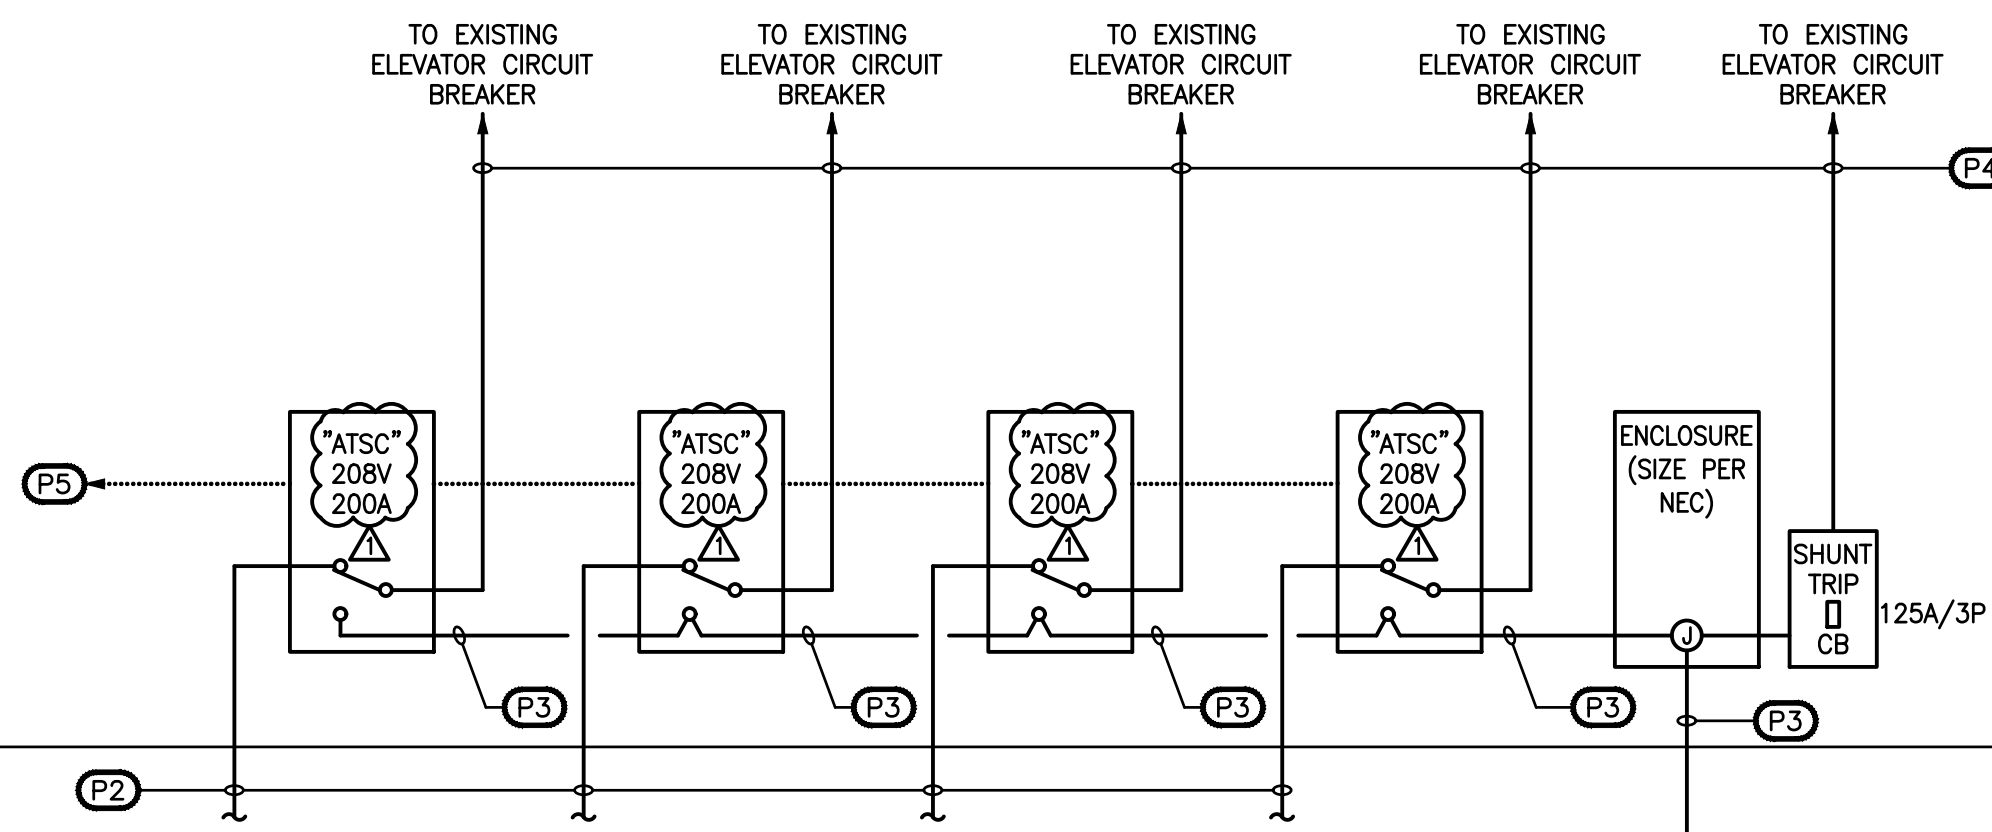 TO EXISTING
ELEVATOR CIRCUIT
BREAKER
TO EXISTING
ELEVATOR CIRCUIT
BREAKER
TO EXISTING
ELEVATOR CIRCUIT
BREAKER
TO EXISTING
ELEVATOR CIRCUIT
BREAKER
TO EXISTING
ELEVATOR CIRCUIT
BREAKER
P4
P5
"ATSC"
208V
200A
1
"ATSC"
208V
200A
1
"ATSC"
208V
200A
1
"ATSC"
208V
200A
1
ENCLOSURE
(SIZE PER
NEC)
J
SHUNT
TRIP
CB
125A/3P
P3
P3
P3
P3
P3
P2